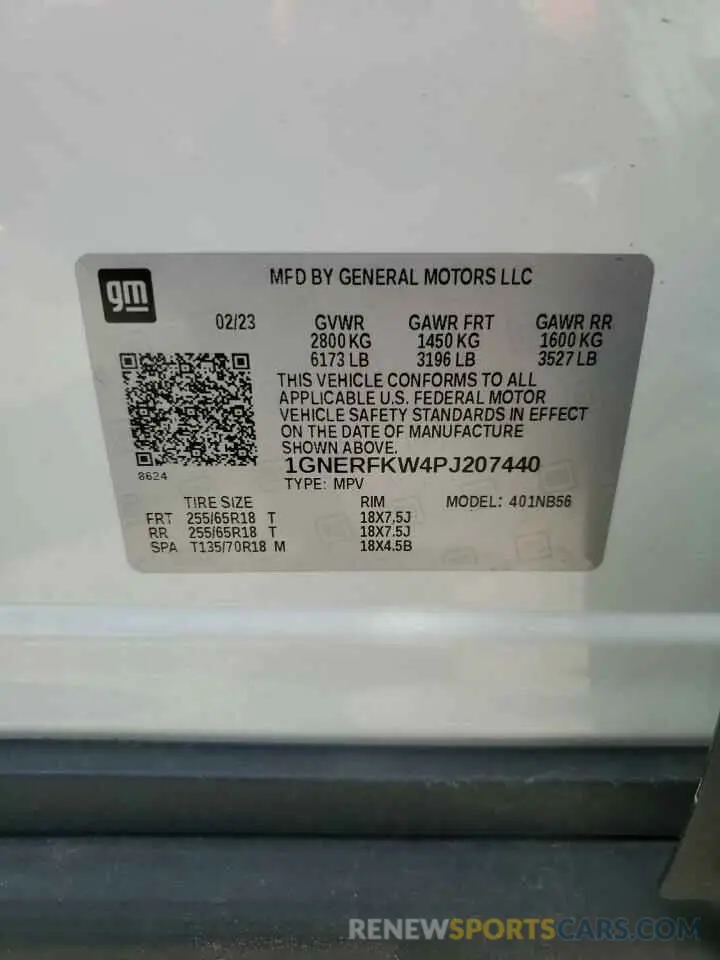 gm
MFD BY GENERAL MOTORS LLC
02/23 GVWR GAWR FRT GAWR RR
2800 KG 1450 KG 1600 KG
6173 LB 3196 LB 3527 LB
THIS VEHICLE CONFORMS TO ALL
APPLICABLE U.S. FEDERAL MOTOR
VEHICLE SAFETY STANDARDS IN EFFECT
ON THE DATE OF MANUFACTURE
SHOWN ABOVE.
1GNERFKW4PJ207440
8624
TYPE: MPV
TIRE SIZE RIM MODEL: 401NB56
FRT 255/65R18 T 18X7.5J
RR 255/65R18 T 18X7.5J
SPA T135/70R18 M 18X4.5B
RENEWSPORTSCARS.COM